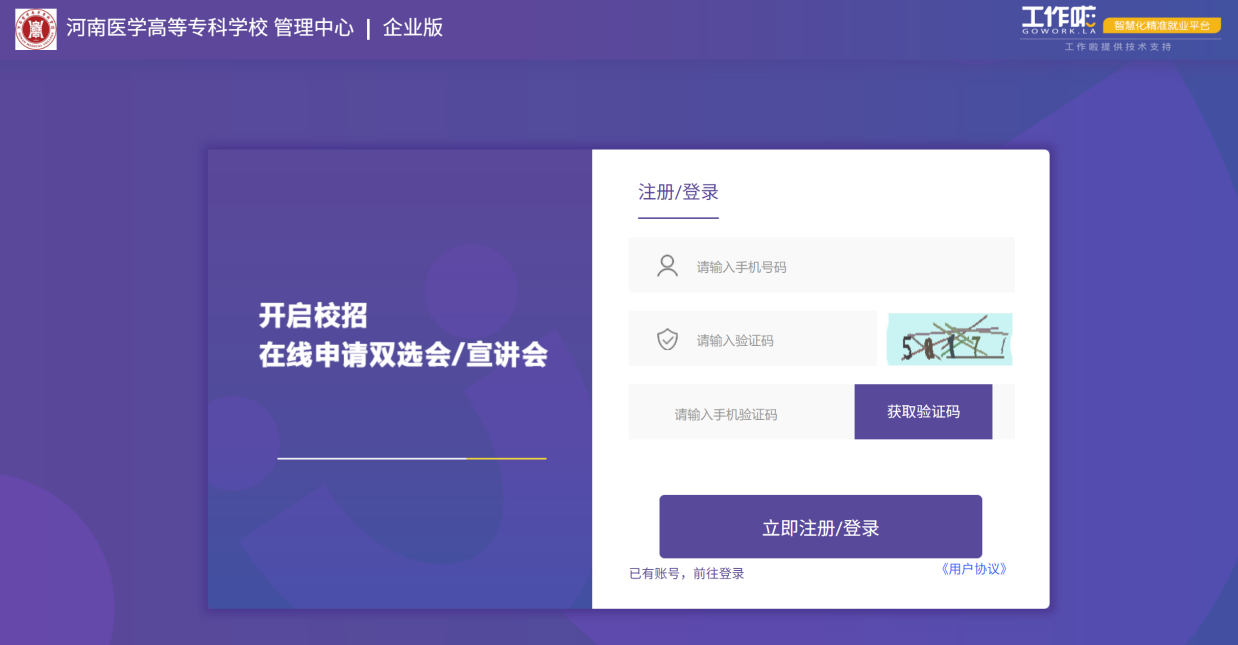 河南医学高等专科学校 管理中心 | 企业版
工作啦
GOWORK.LA
智慧化精准就业平台
工作啦提供技术支持
开启校招
在线申请双选会/宣讲会
注册/登录
请输入手机号码
请输入验证码
请输入手机验证码
获取验证码
立即注册/登录
已有账号，前往登录
《用户协议》